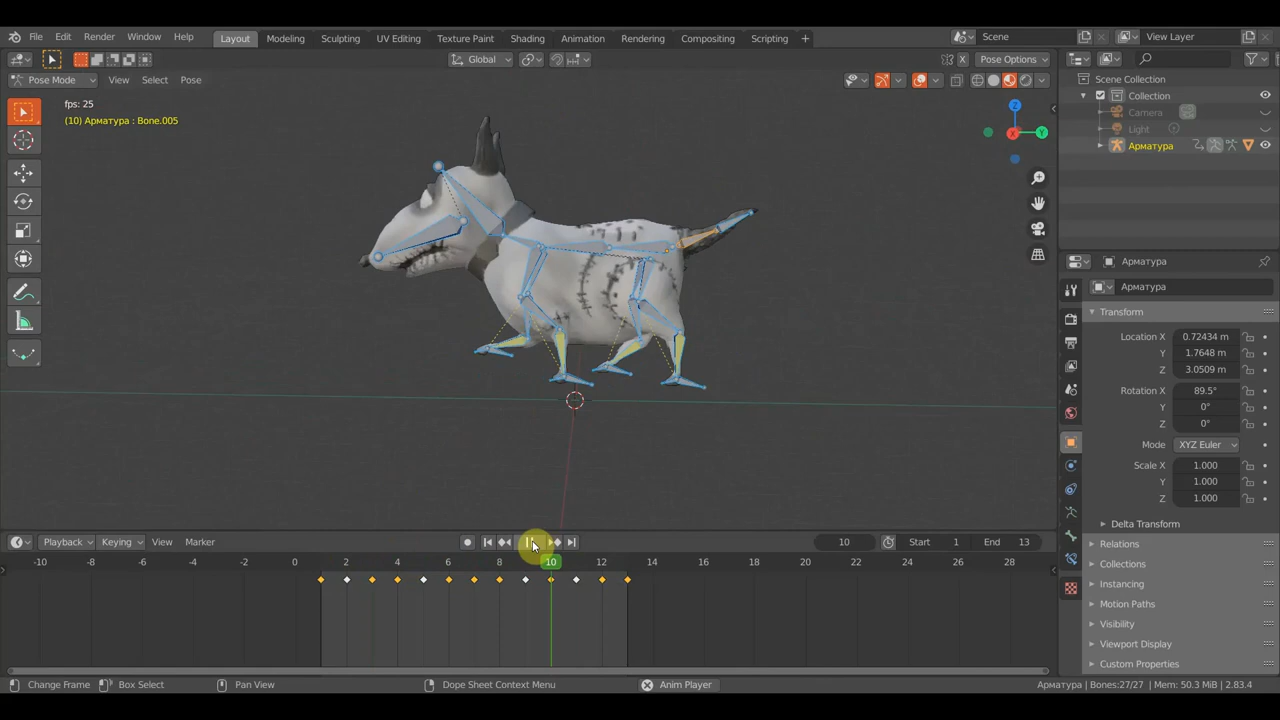 File Edit Render Window Help
Layout Modeling Sculpting UV Editing Texture Paint Shading Animation Rendering Compositing Scripting +
Scene
View Layer
Global
X
Pose Options
Pose Mode
View Select Pose
fps: 25
(10) Арматура : Bone.005
Z
X
Y
Scene Collection
Collection
Camera
Light
Арматура
Арматура
Арматура
Transform
Location X 0.72434 m
Y 1.7648 m
Z 3.0509 m
Rotation X 89.5°
Y 0°
Z 0°
Mode XYZ Euler
Scale X 1.000
Y 1.000
Z 1.000
Delta Transform
Relations
Collections
Instancing
Motion Paths
Visibility
Viewport Display
Custom Properties
Playback Keying View Marker
10
Start 1
End 13
-10 -8 -6 -4 -2 0 2 4 6 8 10 12 14 16 18 20 22 24 26 28
Change Frame
Box Select
Pan View
Dope Sheet Context Menu
Anim Player
Арматура | Bones:27/27 | Mem: 50.3 MiB | 2.83.4